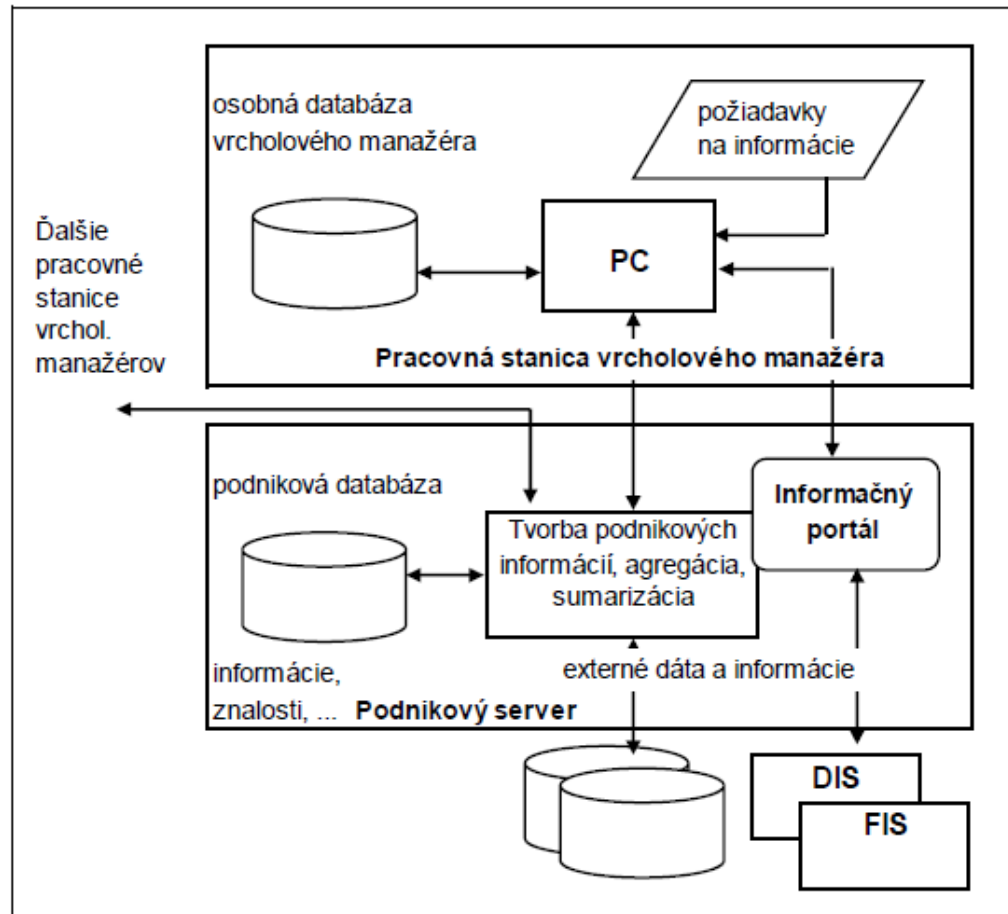 osobná databáza
vrcholového manažéra
požiadavky
na informácie
Ďalšie
pracovné
stanice
vrchol.
manažérov
PC
Pracovná stanica vrcholového manažéra
podniková databáza
Informačný
portál
Tvorba podnikových
informácií, agregácia,
sumarizácia
informácie,
znalosti, ... Podnikový server
externé dáta a informácie
DIS
FIS